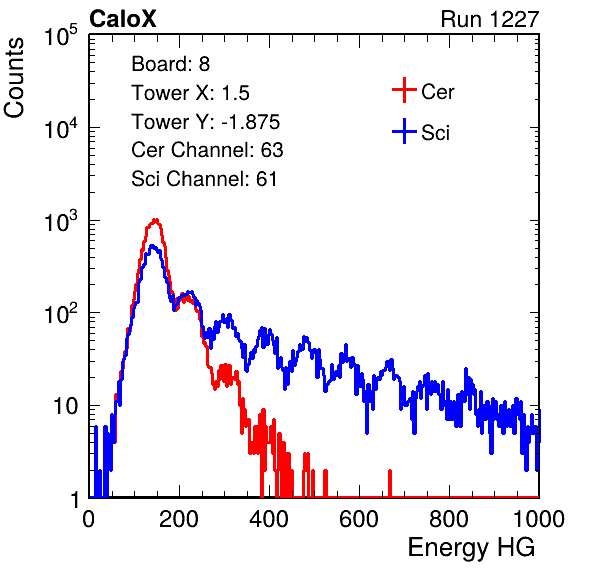 CaloX Run 1227
Counts
10^5
10^4
10^3
10^2
10
1
Board: 8
Tower X: 1.5
Tower Y: -1.875
Cer Channel: 63
Sci Channel: 61
Cer
Sci
0 200 400 600 800 1000
Energy HG